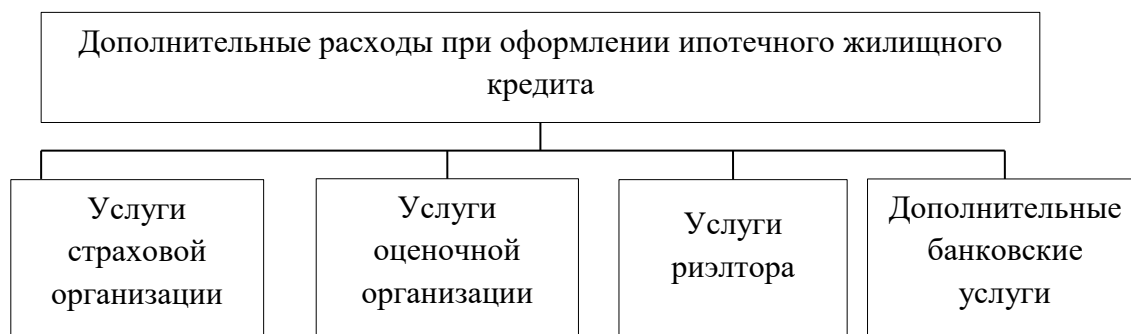 Дополнительные расходы при оформлении ипотечного жилищного
кредита
Услуги
страховой
организации
Услуги
оценочной
организации
Услуги
риэлтора
Дополнительные
банковские
услуги